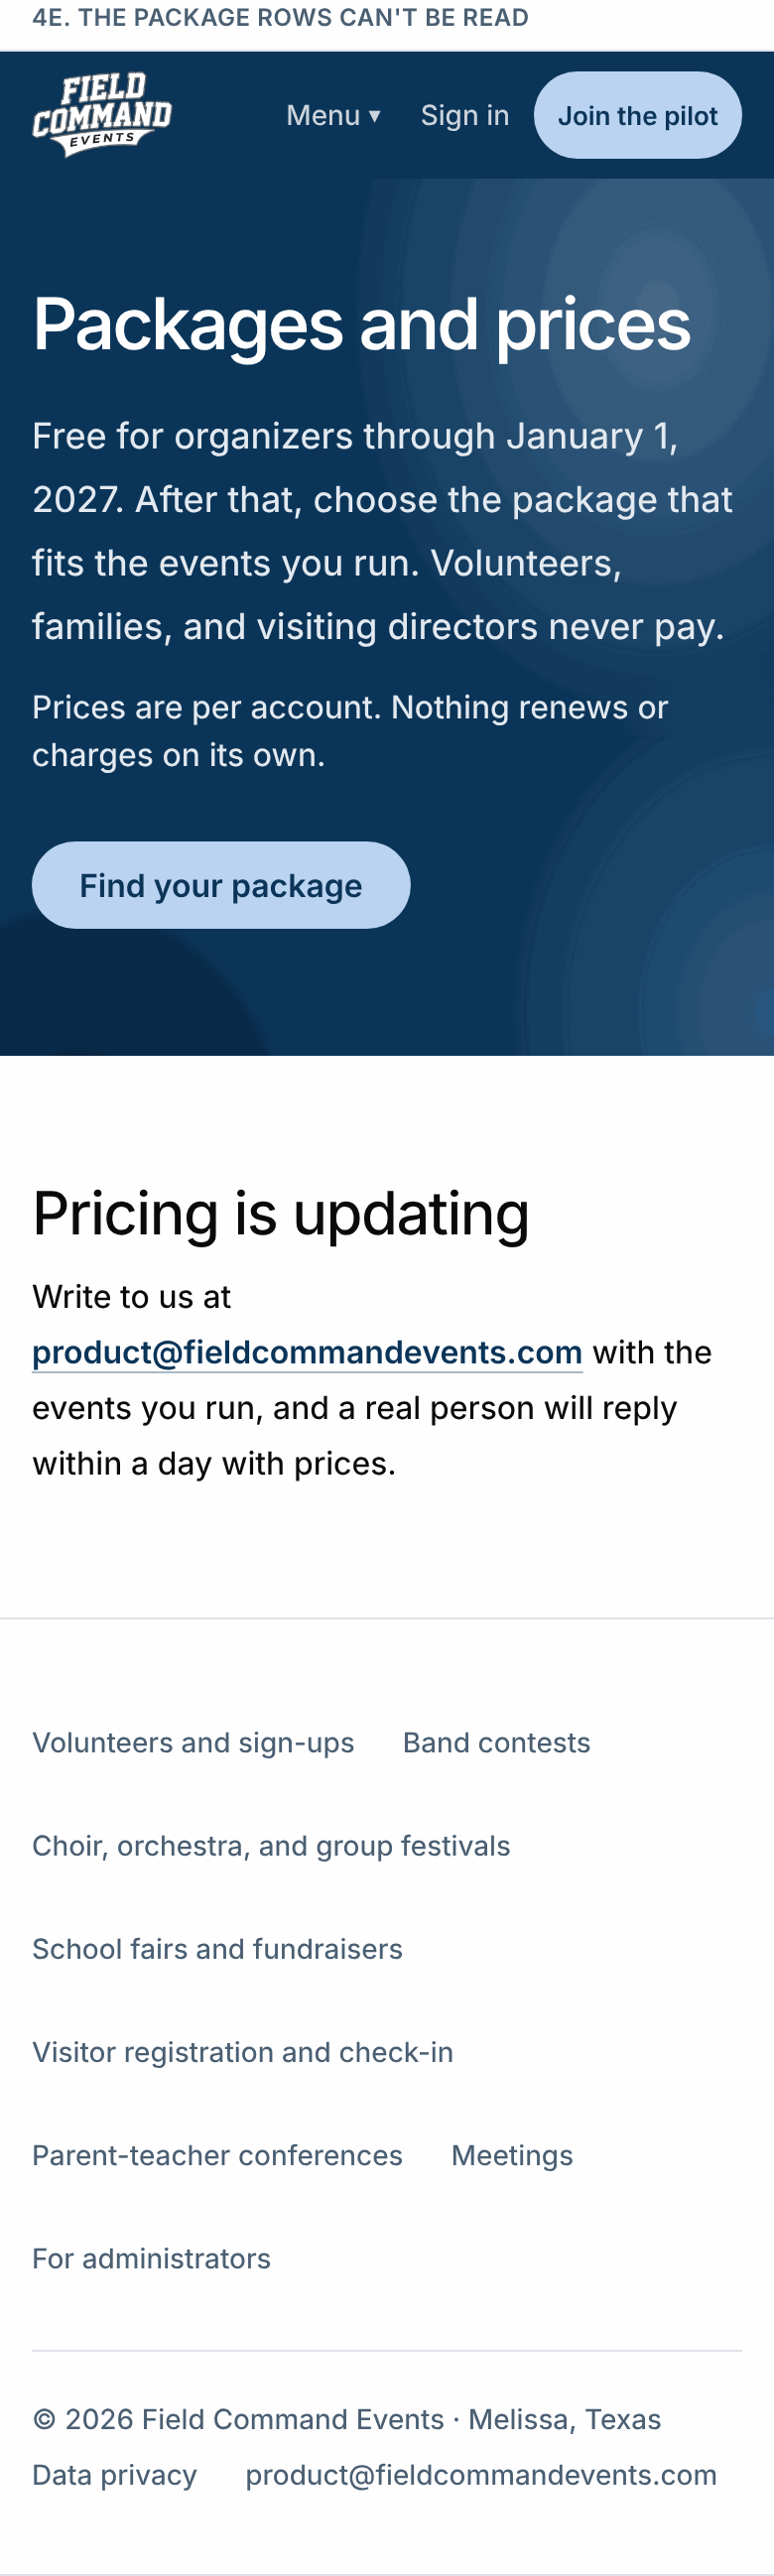 4E. THE PACKAGE ROWS CAN'T BE READ
FIELD
COMMAND
EVENTS
Menu ▾
Sign in
Join the pilot
Packages and prices
Free for organizers through January 1,
2027. After that, choose the package that
fits the events you run. Volunteers,
families, and visiting directors never pay.
Prices are per account. Nothing renews or
charges on its own.
Find your package
Pricing is updating
Write to us at
product@fieldcommandevents.com with the
events you run, and a real person will reply
within a day with prices.
Volunteers and sign-ups Band contests
Choir, orchestra, and group festivals
School fairs and fundraisers
Visitor registration and check-in
Parent-teacher conferences Meetings
For administrators
© 2026 Field Command Events · Melissa, Texas
Data privacy product@fieldcommandevents.com